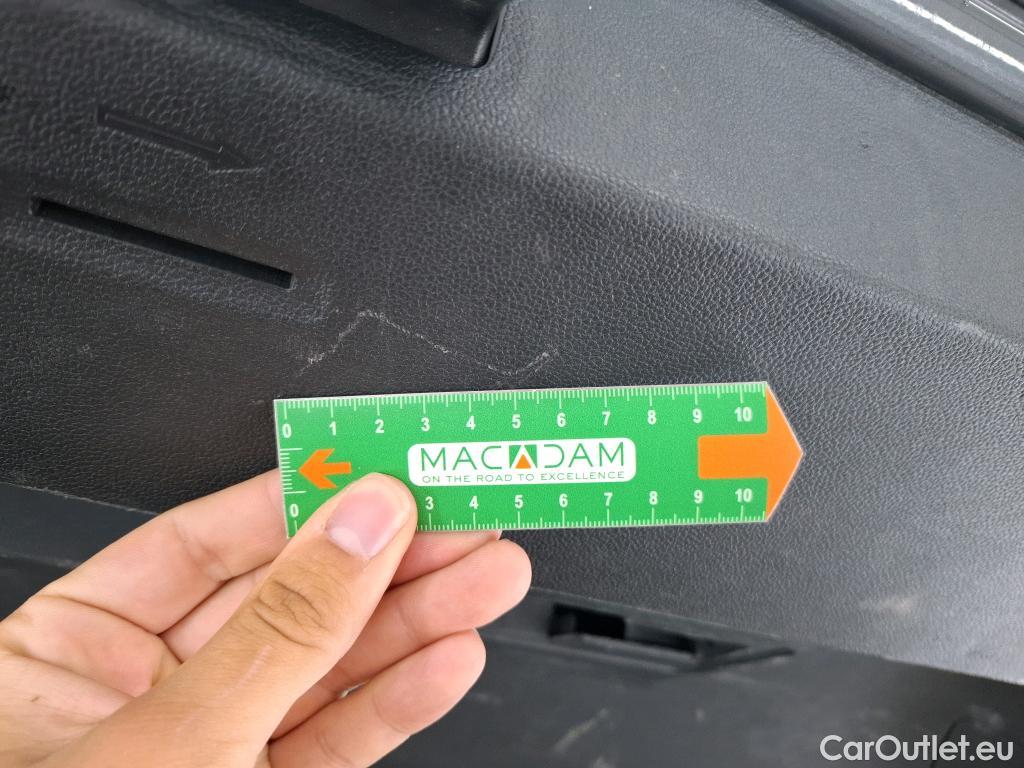 0 1 2 3 4 5 6 7 8 9 10
MACADAM
ON THE ROAD TO EXCELLENCE
0 3 4 5 6 7 8 9 10
CarOutlet.eu